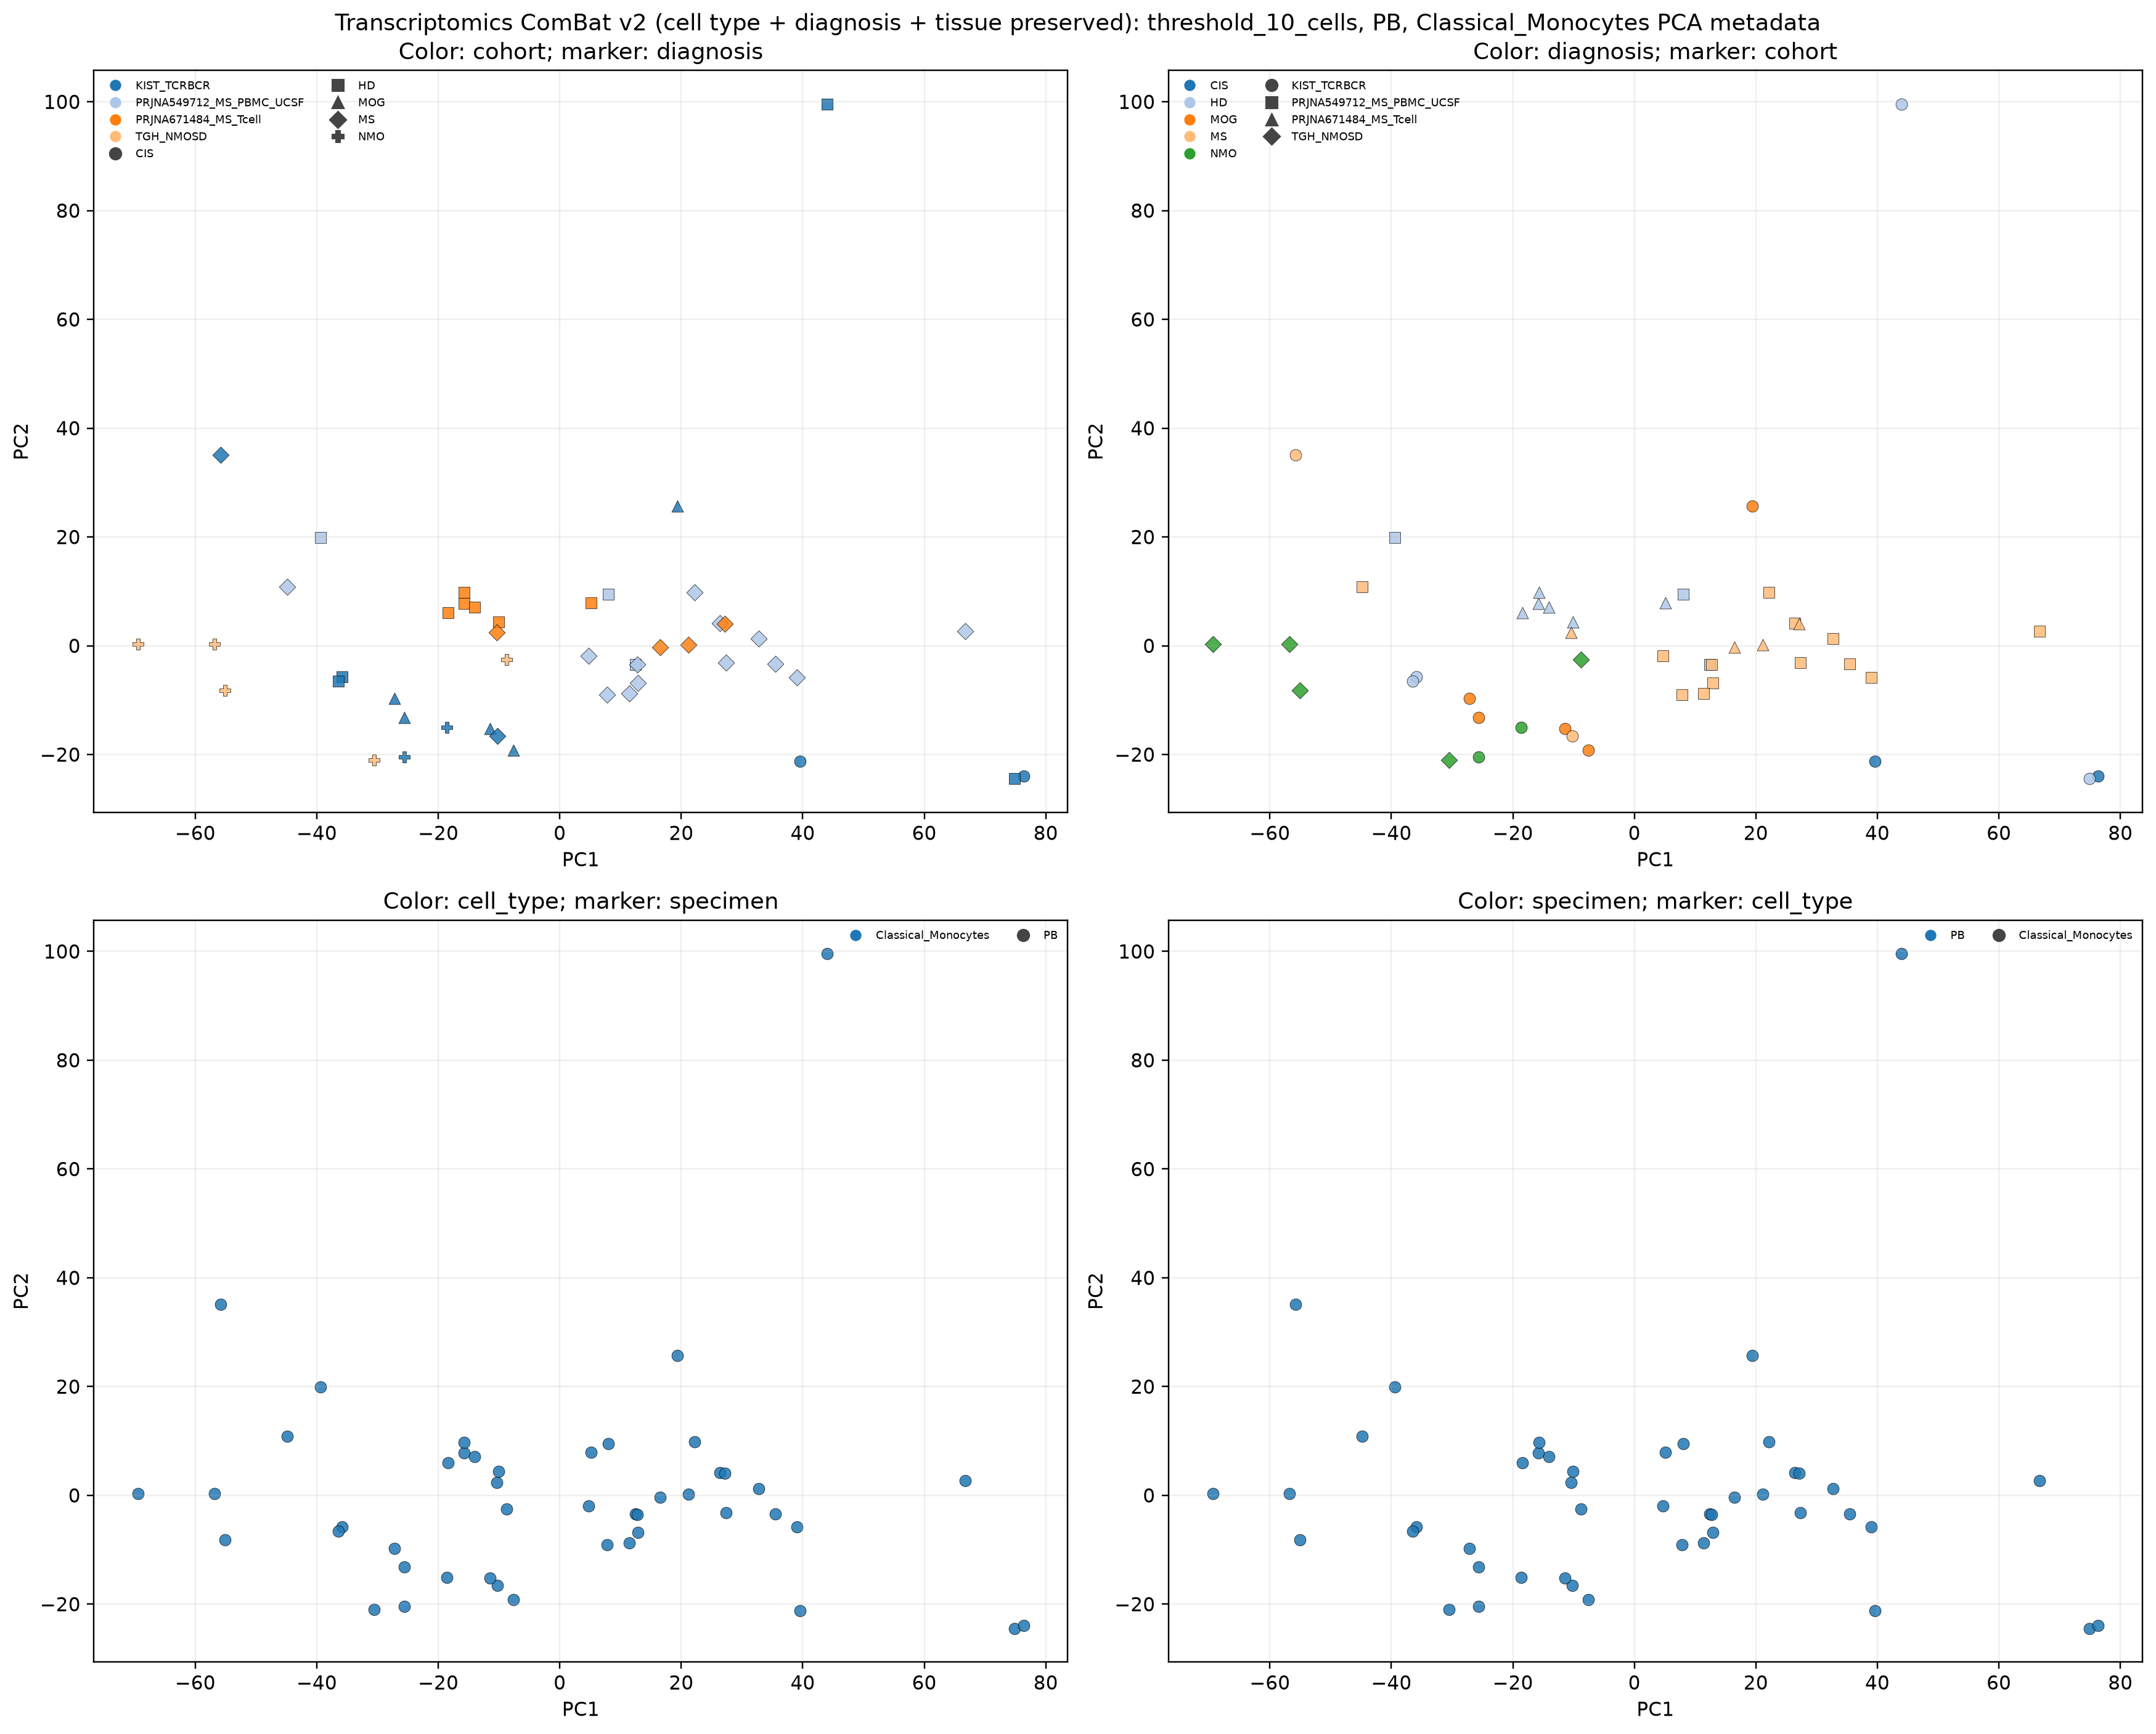 Transcriptomics ComBat v2 (cell type + diagnosis + tissue preserved): threshold_10_cells, PB, Classical_Monocytes PCA metadata
Color: cohort; marker: diagnosis
KIST_TCRBCR
PRJNA549712_MS_PBMC_UCSF
PRJNA671484_MS_Tcell
TGH_NMOSD
CIS
HD
MOG
MS
NMO
100
80
60
40
20
0
−20
PC2
−60 −40 −20 0 20 40 60 80
PC1
Color: diagnosis; marker: cohort
CIS
HD
MOG
MS
NMO
KIST_TCRBCR
PRJNA549712_MS_PBMC_UCSF
PRJNA671484_MS_Tcell
TGH_NMOSD
100
80
60
40
20
0
−20
PC2
−60 −40 −20 0 20 40 60 80
PC1
Color: cell_type; marker: specimen
Classical_Monocytes
PB
100
80
60
40
20
0
−20
PC2
−60 −40 −20 0 20 40 60 80
PC1
Color: specimen; marker: cell_type
PB
Classical_Monocytes
100
80
60
40
20
0
−20
PC2
−60 −40 −20 0 20 40 60 80
PC1